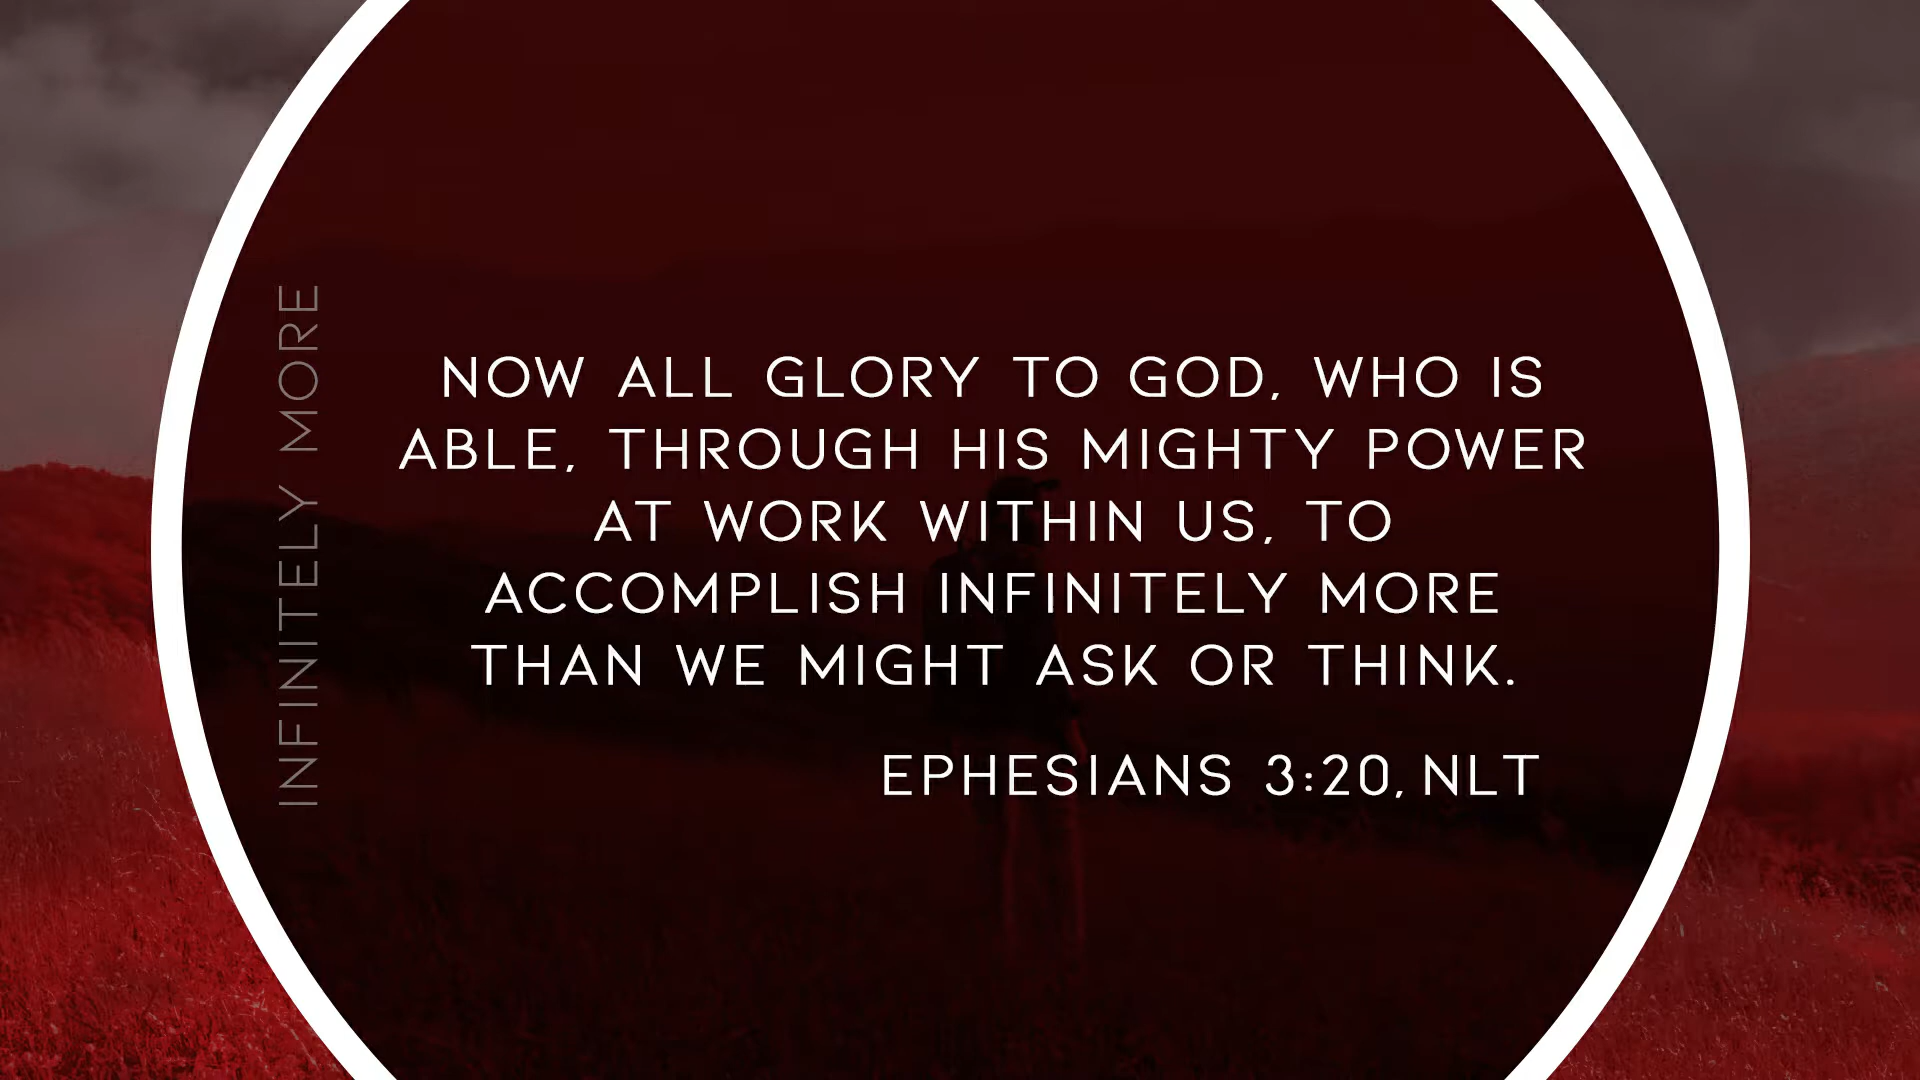 INFINITELY MORE
NOW ALL GLORY TO GOD, WHO IS
ABLE, THROUGH HIS MIGHTY POWER
AT WORK WITHIN US, TO
ACCOMPLISH INFINITELY MORE
THAN WE MIGHT ASK OR THINK.
EPHESIANS 3:20, NLT